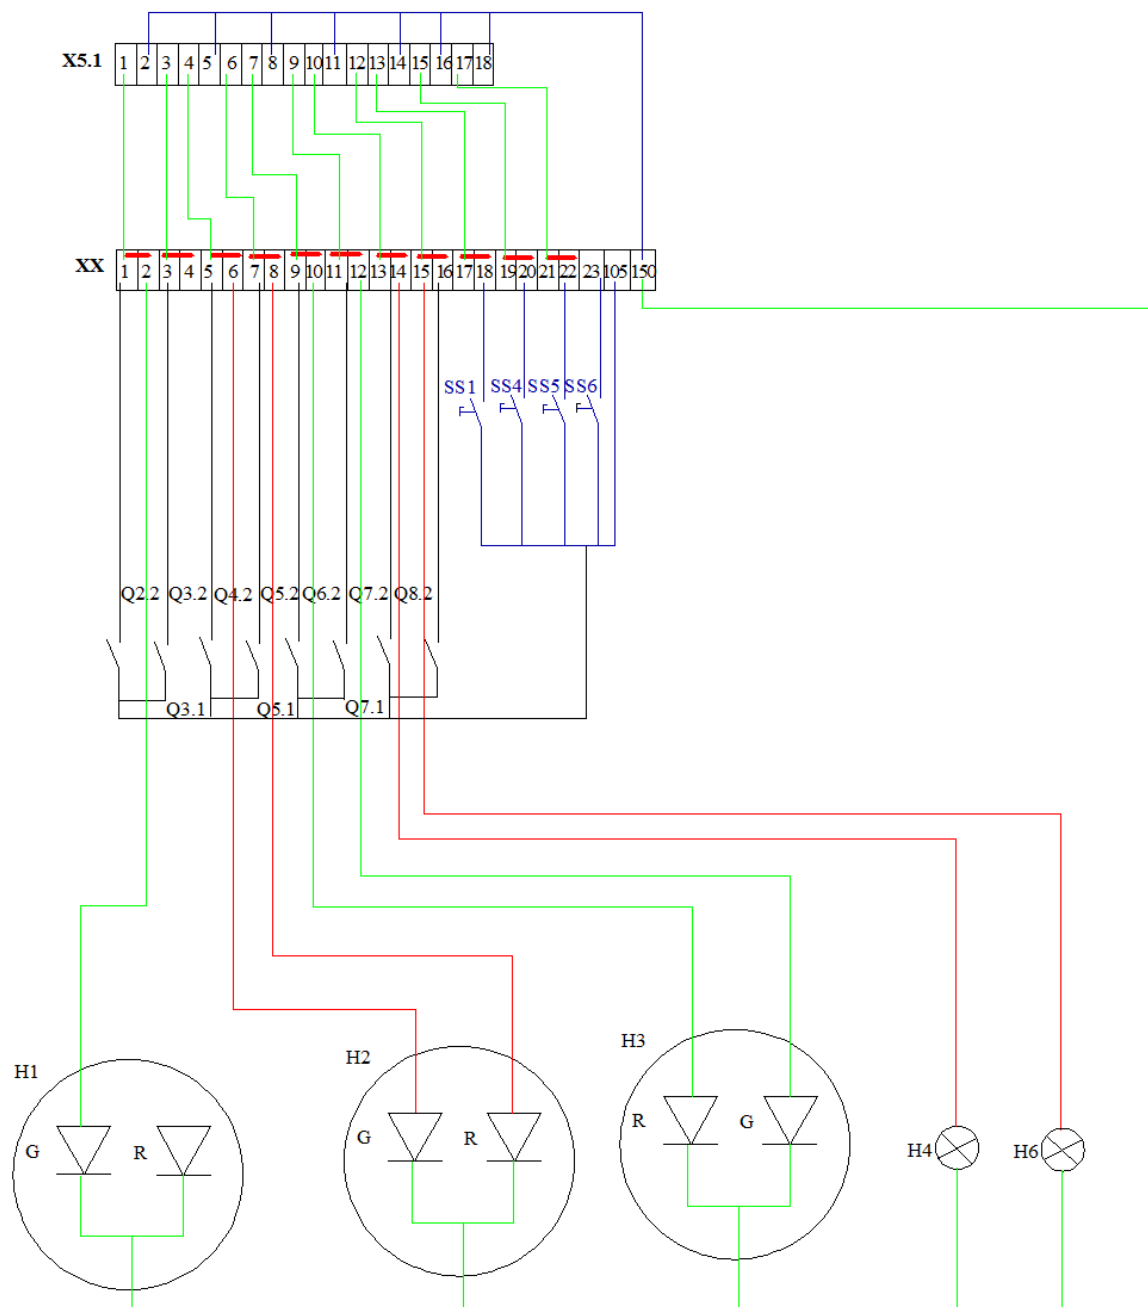 X5.1 1 2 3 4 5 6 7 8 9 10 11 12 13 14 15 16 17 18
XX 1 2 3 4 5 6 7 8 9 10 11 12 13 14 15 16 17 18 19 20 21 22 23 105 150
SS1 SS4 SS5 SS6
Q2.2 Q3.2 Q4.2 Q5.2 Q6.2 Q7.2 Q8.2
Q3.1 Q5.1 Q7.1
H1 H2 H3
G R G R R G H4 H6